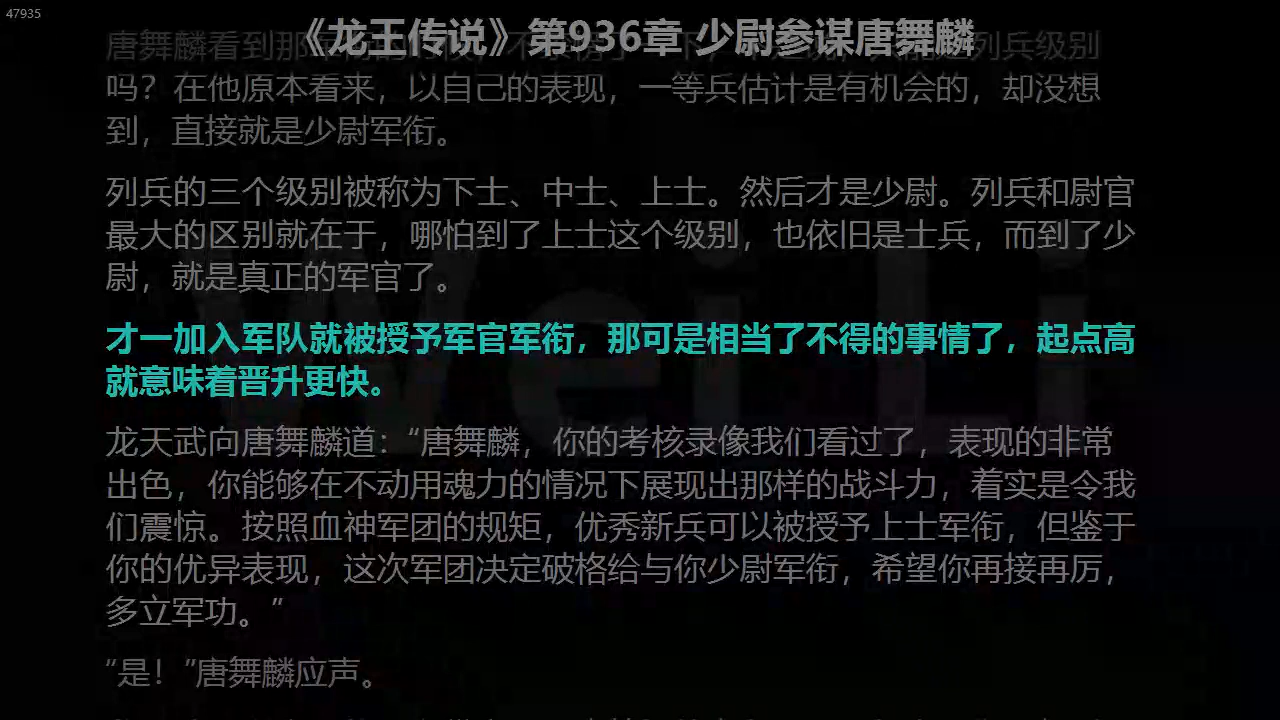 47935
《龙王传说》第936章 少尉参谋唐舞麟
唐舞麟看到那
列兵级别
吗？在他原本看来，以自己的表现，一等兵估计是有机会的，却没想
到，直接就是少尉军衔。
列兵的三个级别被称为下士、中士、上士。然后才是少尉。列兵和尉官
最大的区别就在于，哪怕到了上士这个级别，也依旧是士兵，而到了少
尉，就是真正的军官了。
才一加入军队就被授予军官军衔，那可是相当了不得的事情了，起点高
就意味着晋升更快。
龙天武向唐舞麟道：“唐舞麟，你的考核录像我们看过了，表现的非常
出色，你能够在不动用魂力的情况下展现出那样的战斗力，着实是令我
们震惊。按照血神军团的规矩，优秀新兵可以被授予上士军衔，但鉴于
你的优异表现，这次军团决定破格给与你少尉军衔，希望你再接再厉，
多立军功。”
“是！”唐舞麟应声。
Wei Li